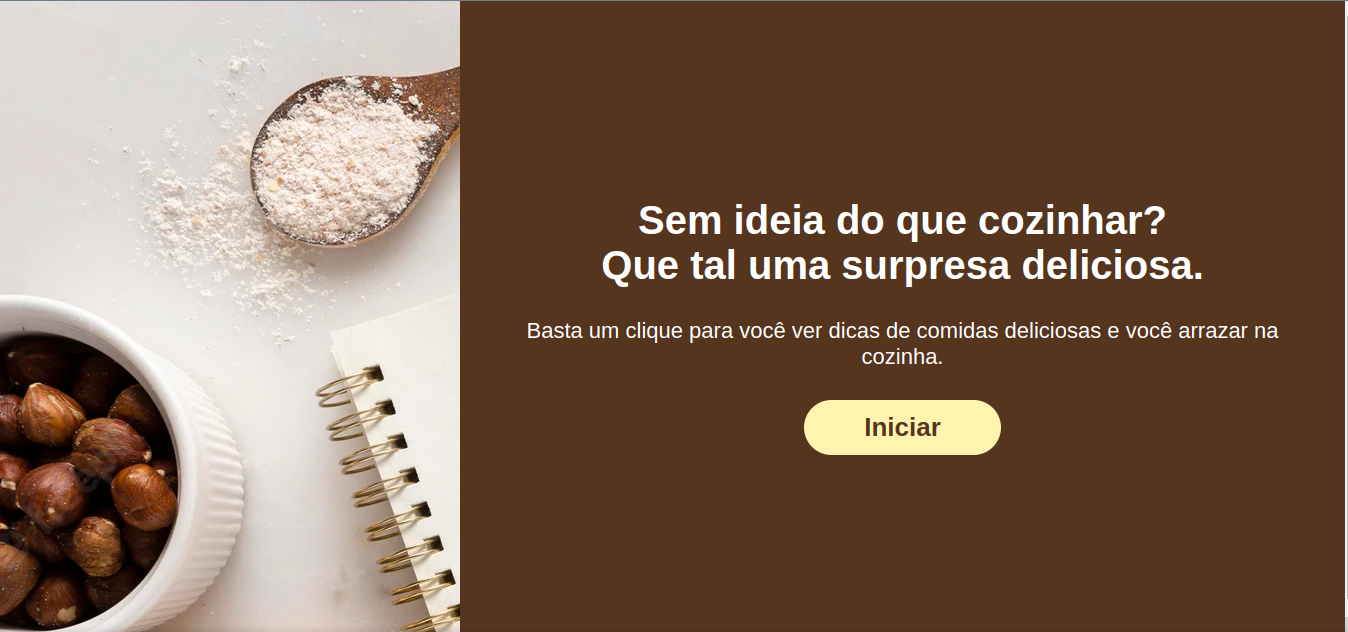 Sem ideia do que cozinhar?
Que tal uma surpresa deliciosa.
Basta um clique para você ver dicas de comidas deliciosas e você arrazar na
cozinha.
Iniciar